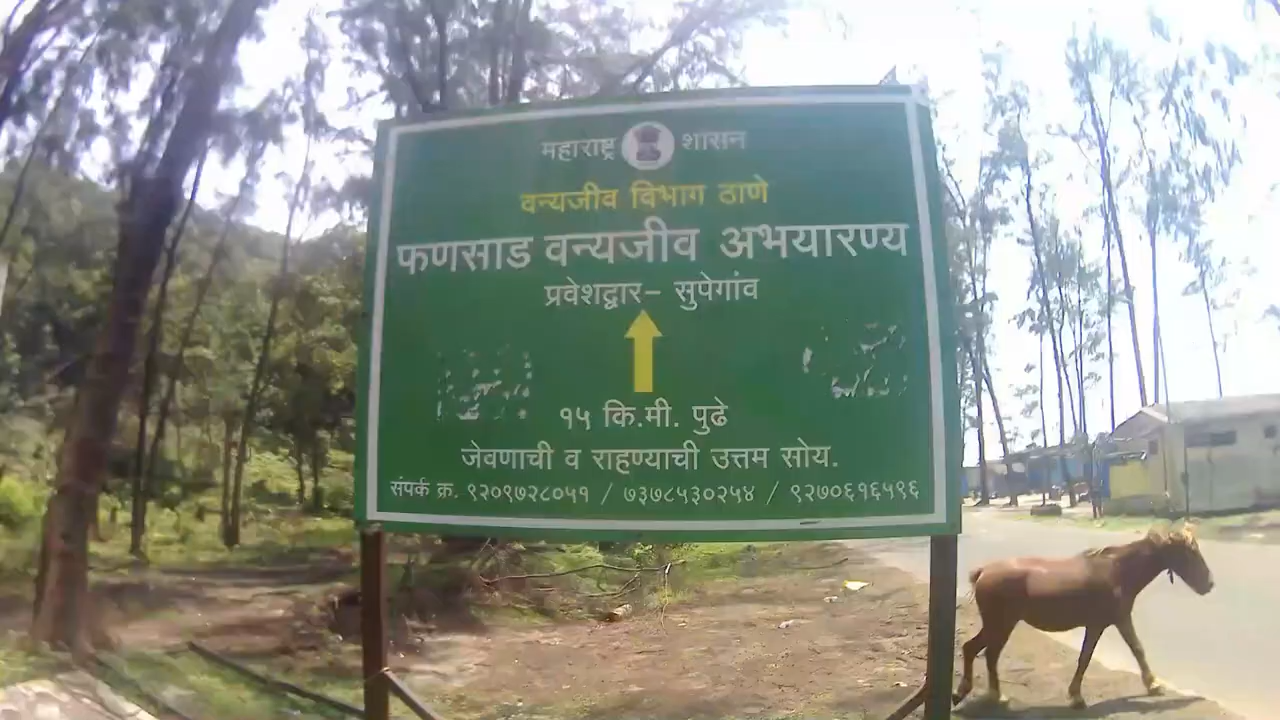 महाराष्ट्र शासन
वन्यजीव विभाग ठाणे
फणसाड वन्यजीव अभयारण्य
प्रवेशद्वार- सुपेगांव
१५ कि.मी. पुढे
जेवणाची व राहण्याची उत्तम सोय.
संपर्क क्र. ९२०९७२८०५१ / ७३७८५३०२५४ / ९२७०६१६५९६